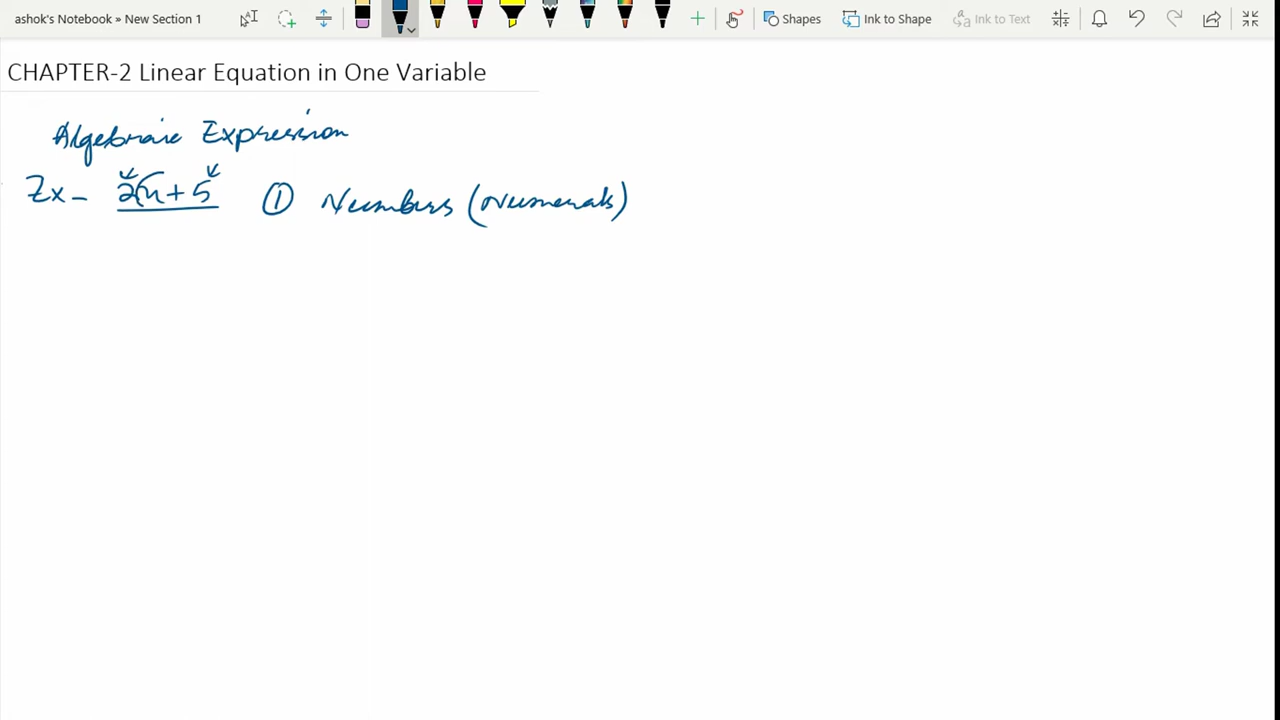 ashok's Notebook » New Section 1
Shapes
Ink to Shape
Ink to Text
CHAPTER-2 Linear Equation in One Variable
Algebraic Expression
Ex - 2x + 5 ① Numbers (Numerals)